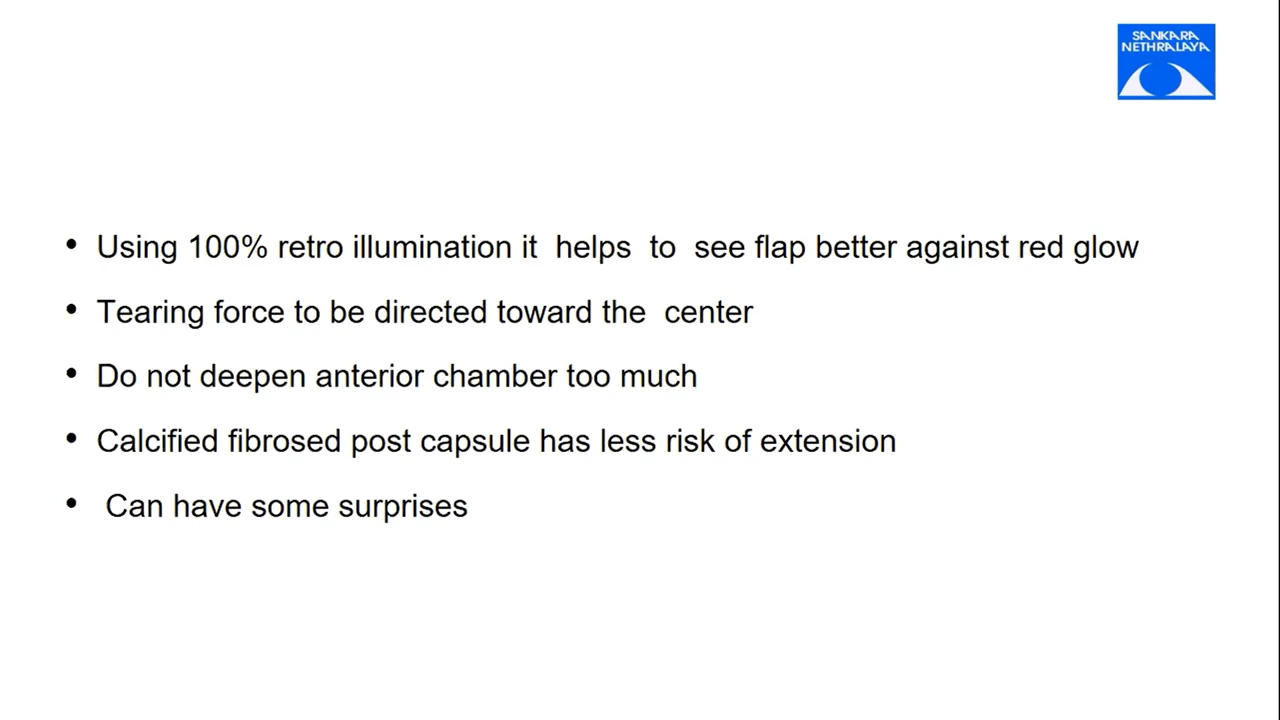 SANKARA
NETHRALAYA
• Using 100% retro illumination it helps to see flap better against red glow
• Tearing force to be directed toward the center
• Do not deepen anterior chamber too much
• Calcified fibrosed post capsule has less risk of extension
• Can have some surprises